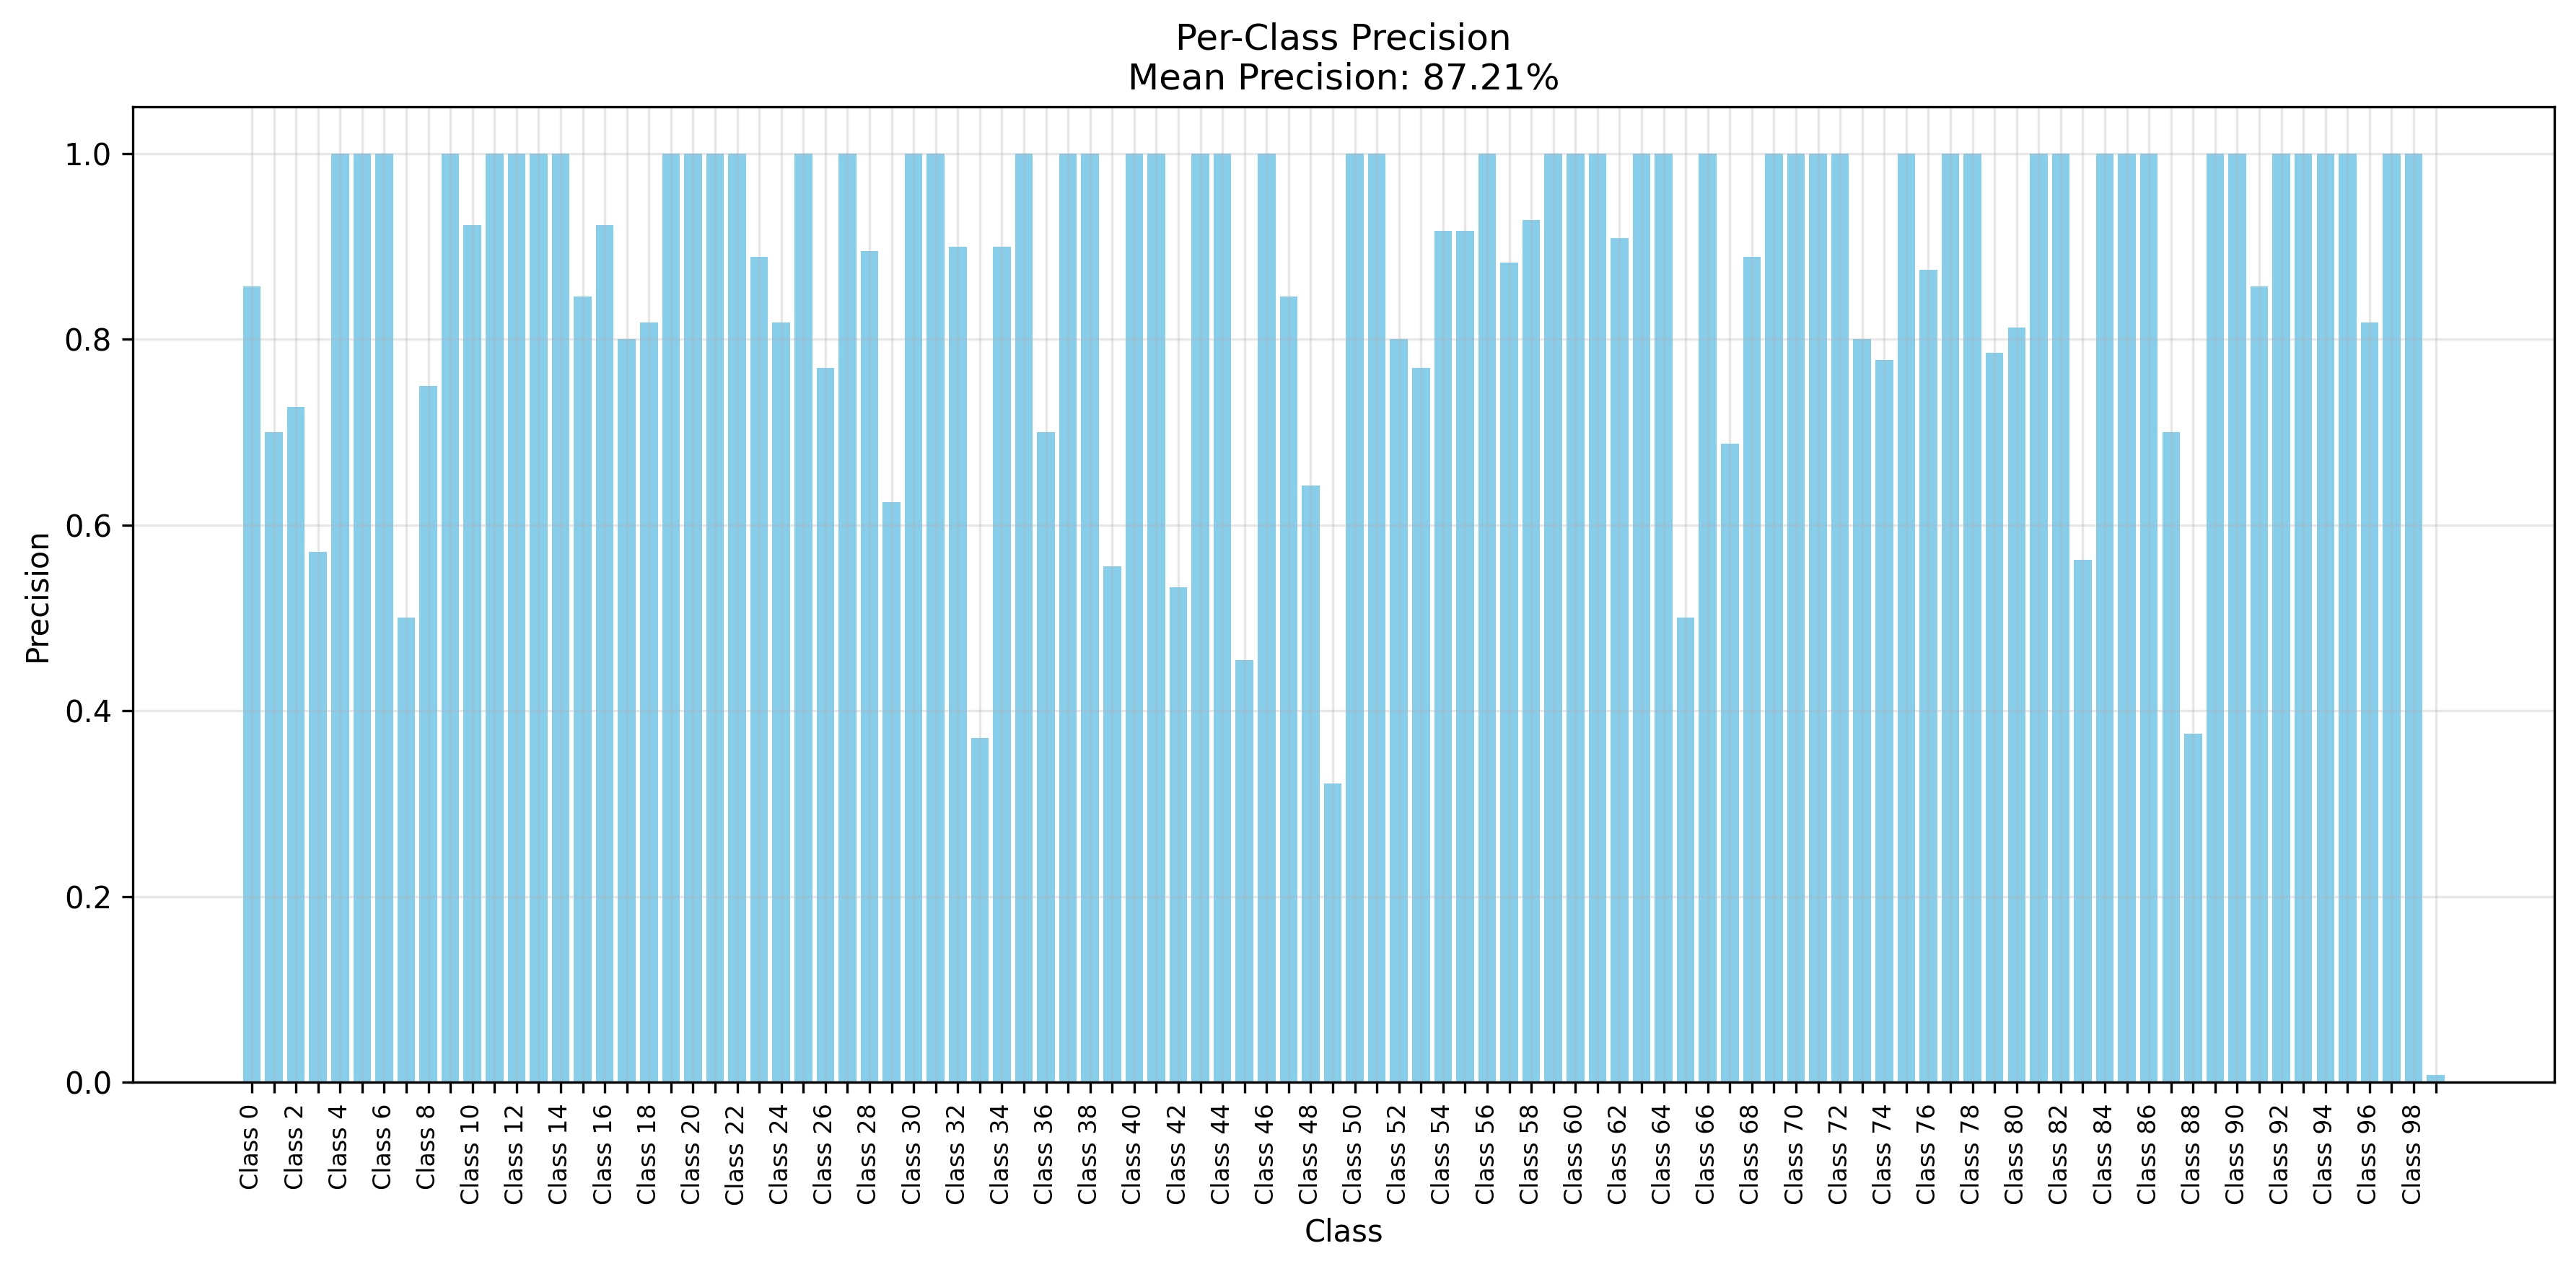 Per-Class Precision
Mean Precision: 87.21%
Precision
1.0
0.8
0.6
0.4
0.2
0.0
Class 0
Class 2
Class 4
Class 6
Class 8
Class 10
Class 12
Class 14
Class 16
Class 18
Class 20
Class 22
Class 24
Class 26
Class 28
Class 30
Class 32
Class 34
Class 36
Class 38
Class 40
Class 42
Class 44
Class 46
Class 48
Class 50
Class 52
Class 54
Class 56
Class 58
Class 60
Class 62
Class 64
Class 66
Class 68
Class 70
Class 72
Class 74
Class 76
Class 78
Class 80
Class 82
Class 84
Class 86
Class 88
Class 90
Class 92
Class 94
Class 96
Class 98
Class